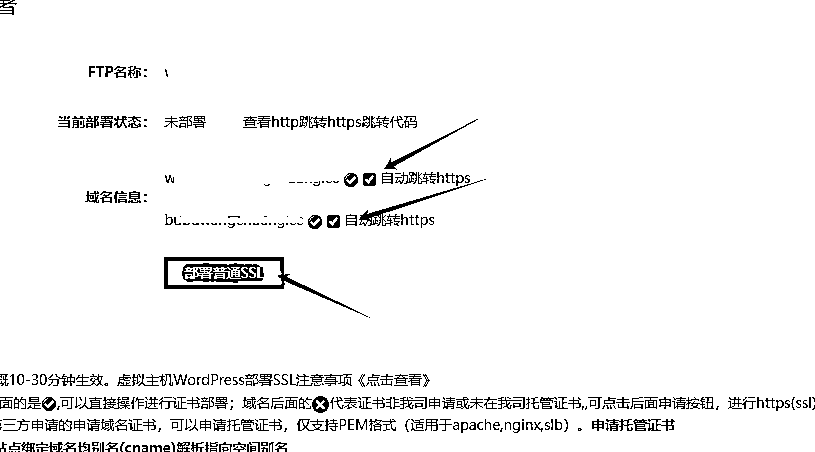 者
FTP名称：
当前部署状态： 未部署 查看http跳转https跳转代码
自动跳转https
域名信息：
自动跳转https
部署普通SSL
概10-30分钟生效。虚拟主机WordPress部署SSL注意事项《点击查看》
面的是,可以直接操作进行证书部署；域名后面的代表证书非我司申请或未在我司托管证书,,可点击后面申请按钮，进行https(ssl)
三方申请的申请域名证书，可以申请托管证书，仅支持PEM格式（适用于apache,nginx,slb）。申请托管证书
站点绑定域名均别名(cname)解析指向空间别名